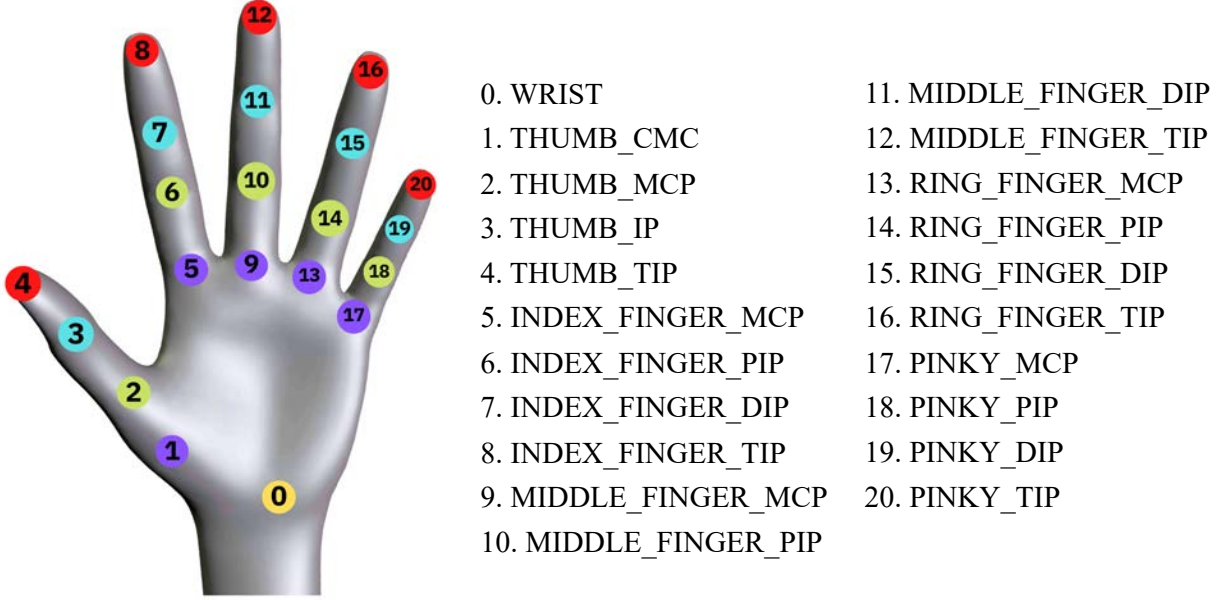 12
8
16
11
7
15
10
6
20
14
19
5
9
13
18
4
17
3
2
1
0
0. WRIST
1. THUMB_CMC
2. THUMB_MCP
3. THUMB_IP
4. THUMB_TIP
5. INDEX_FINGER_MCP
6. INDEX_FINGER_PIP
7. INDEX_FINGER_DIP
8. INDEX_FINGER_TIP
9. MIDDLE_FINGER_MCP
10. MIDDLE_FINGER_PIP
11. MIDDLE_FINGER_DIP
12. MIDDLE_FINGER_TIP
13. RING_FINGER_MCP
14. RING_FINGER_PIP
15. RING_FINGER_DIP
16. RING_FINGER_TIP
17. PINKY_MCP
18. PINKY_PIP
19. PINKY_DIP
20. PINKY_TIP